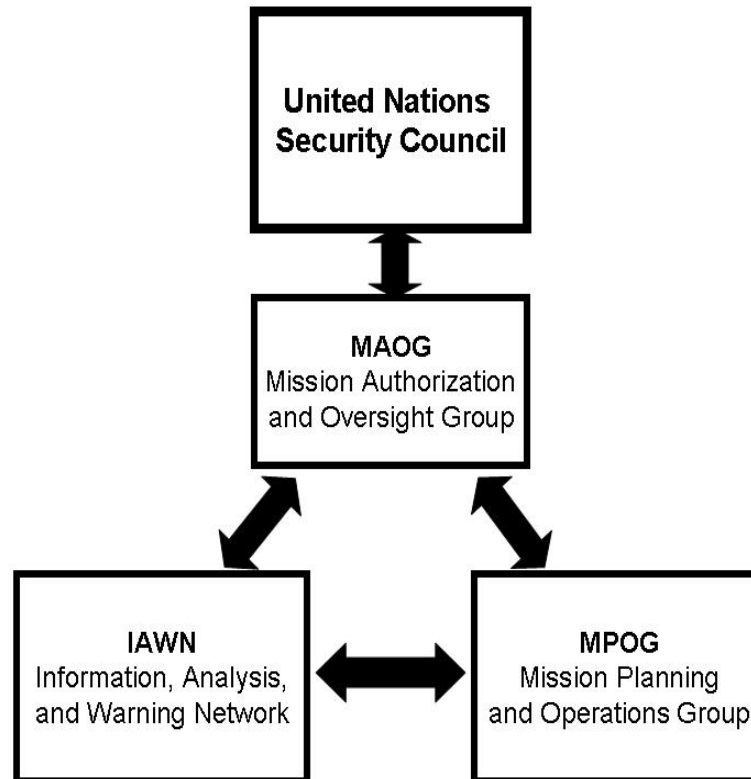 United Nations
Security Council
MAOG
Mission Authorization
and Oversight Group
IAWN
Information, Analysis,
and Warning Network
MPOG
Mission Planning
and Operations Group